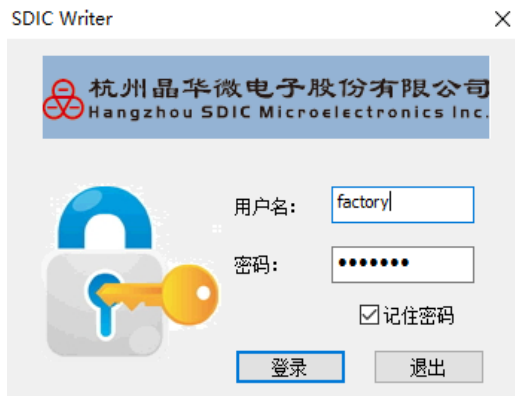 SDIC Writer
杭州晶华微电子股份有限公司
Hangzhou SDIC Microelectronics Inc.
用户名：
factory
密码：
•••••••
记住密码
登录
退出